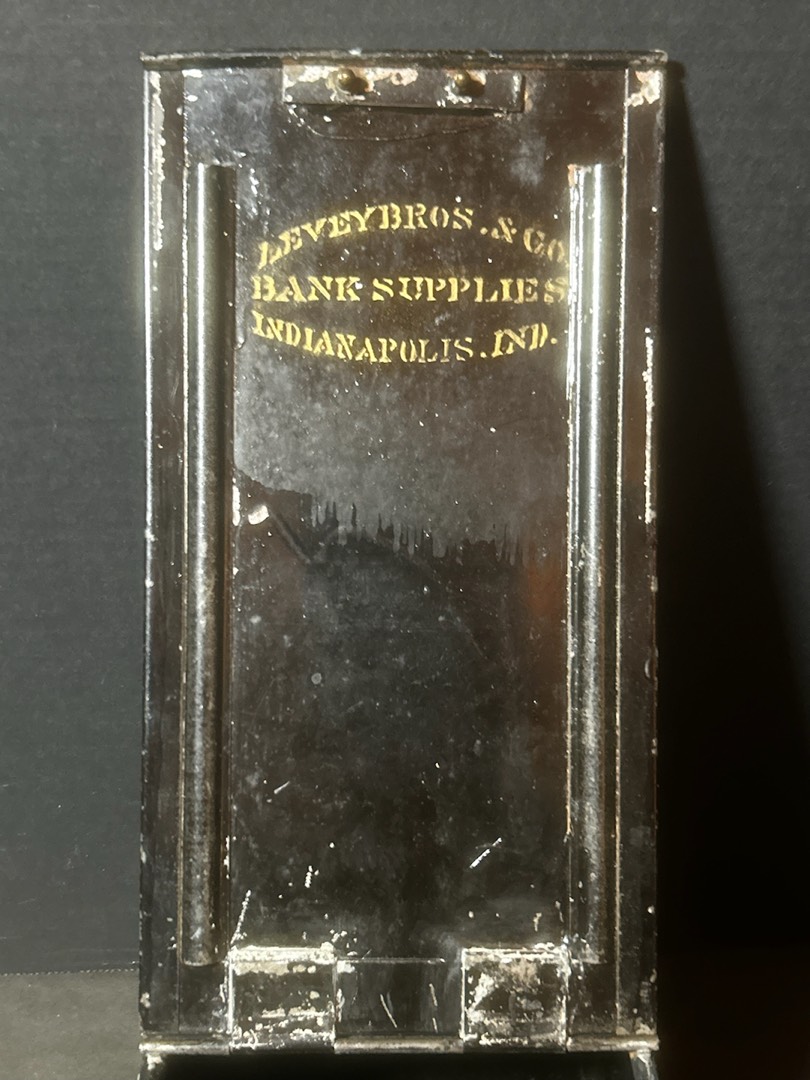 LEVEY BROS. & CO.
BANK SUPPLIES
INDIANAPOLIS. IND.